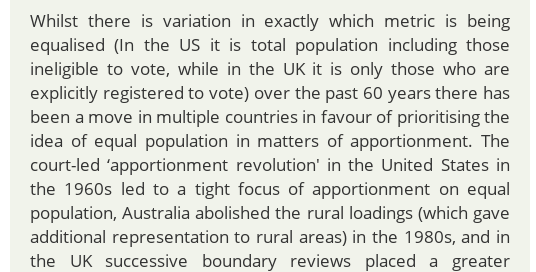 Whilst there is variation in exactly which metric is being
equalised (In the US it is total population including those
ineligible to vote, while in the UK it is only those who are
explicitly registered to vote) over the past 60 years there has
been a move in multiple countries in favour of prioritising the
idea of equal population in matters of apportionment. The
court-led ‘apportionment revolution' in the United States in
the 1960s led to a tight focus of apportionment on equal
population, Australia abolished the rural loadings (which gave
additional representation to rural areas) in the 1980s, and in
the UK successive boundary reviews placed a greater